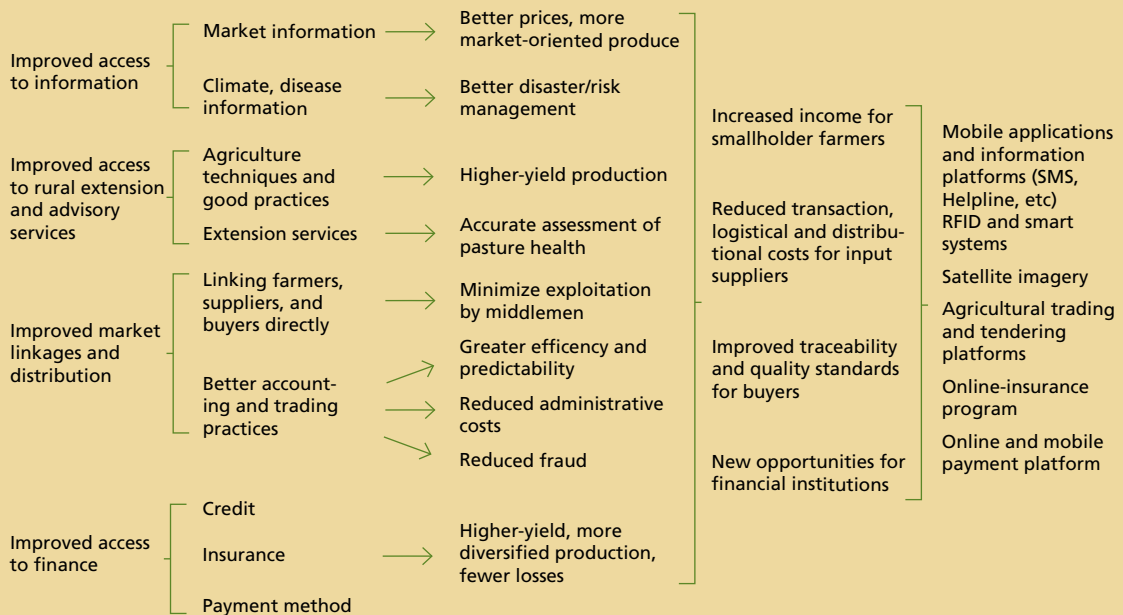 Improved access
to information
Market information
Better prices, more
market-oriented produce
Climate, disease
information
Better disaster/risk
management
Improved access
to rural extension
and advisory
services
Agriculture
techniques and
good practices
Higher-yield production
Extension services
Accurate assessment of
pasture health
Improved market
linkages and
distribution
Linking farmers,
suppliers, and
buyers directly
Minimize exploitation
by middlemen
Better account-
ing and trading
practices
Greater efficency and
predictability
Reduced administrative
costs
Reduced fraud
Improved access
to finance
Credit
Insurance
Payment method
Higher-yield, more
diversified production,
fewer losses
Increased income for
smallholder farmers
Reduced transaction,
logistical and distribu-
tional costs for input
suppliers
Improved traceability
and quality standards
for buyers
New opportunities for
financial institutions
Mobile applications
and information
platforms (SMS,
Helpline, etc)
RFID and smart
systems
Satellite imagery
Agricultural trading
and tendering
platforms
Online-insurance
program
Online and mobile
payment platform